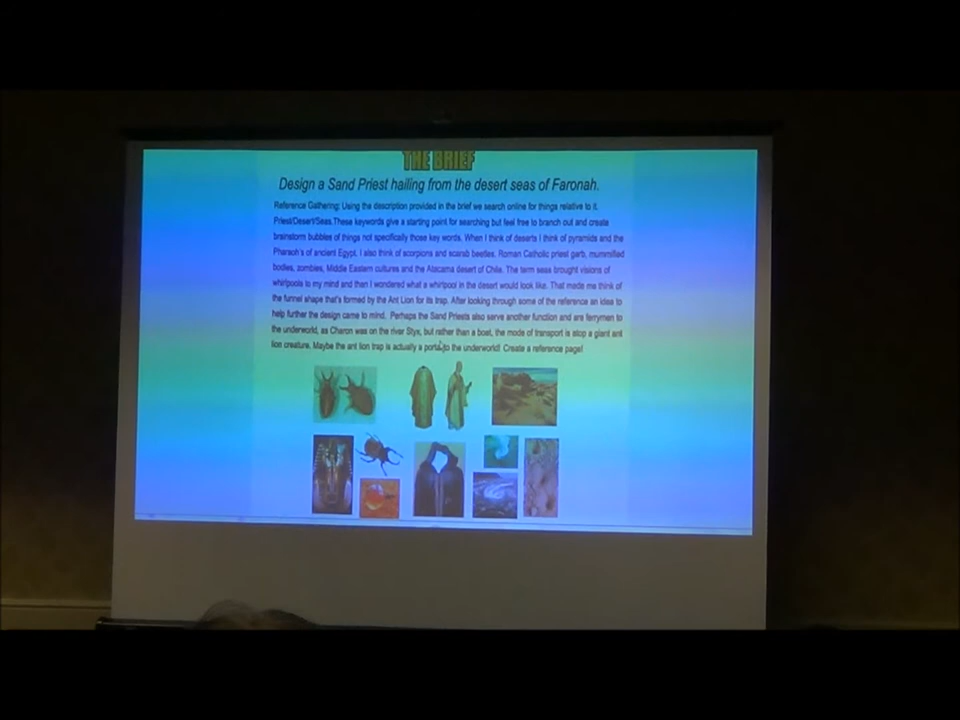 THE BRIEF
Design a Sand Priest hailing from the desert seas of Faronah.
Reference Gathering: Using the description provided in the brief we search online for things relative to it.
Priest/Desert/Seas.These keywords give a starting point for searching but feel free to branch out and create
brainstorm bubbles of things not specifically those key words. When I think of deserts I think of pyramids and the
Pharaoh's of ancient Egypt. I also think of scorpions and scarab beetles. Roman Catholic priest garb, mummified
bodies, zombies, Middle Eastern cultures and the Atacama desert of Chile. The term seas brought visions of
whirlpools to my mind and then I wondered what a whirlpool in the desert would look like. That made me think of
the funnel shape that's formed by the Ant Lion for its trap. After looking through some of the reference an idea to
help further the design came to mind. Perhaps the Sand Priests also serve another function and are ferrymen to
the underworld, as Charon was on the river Styx, but rather than a boat, the mode of transport is atop a giant ant
lion creature. Maybe the ant lion trap is actually a portal to the underworld! Create a reference page!